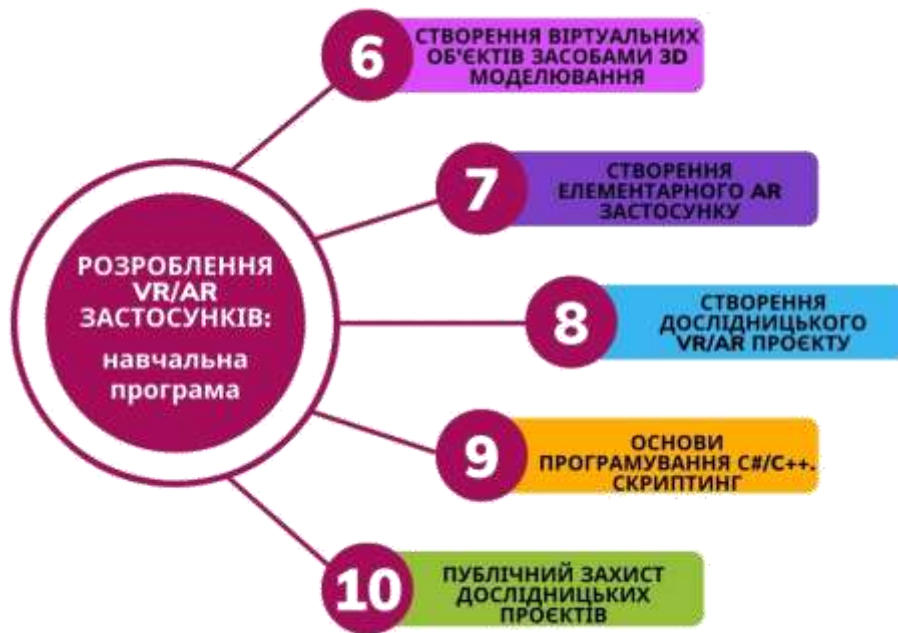 6
СТВОРЕННЯ ВІРТУАЛЬНИХ
ОБ'ЄКТІВ ЗАСОБАМИ 3D
МОДЕЛЮВАННЯ
7
СТВОРЕННЯ
ЕЛЕМЕНТАРНОГО AR
ЗАСТОСУНКУ
РОЗРОБЛЕННЯ
VR/AR
ЗАСТОСУНКІВ:
навчальна
програма
8
СТВОРЕННЯ
ДОСЛІДНИЦЬКОГО
VR/AR ПРОЄКТУ
9
ОСНОВИ
ПРОГРАМУВАННЯ C#/C++.
СКРИПТИНГ
10
ПУБЛІЧНИЙ ЗАХИСТ
ДОСЛІДНИЦЬКИХ
ПРОЄКТІВ